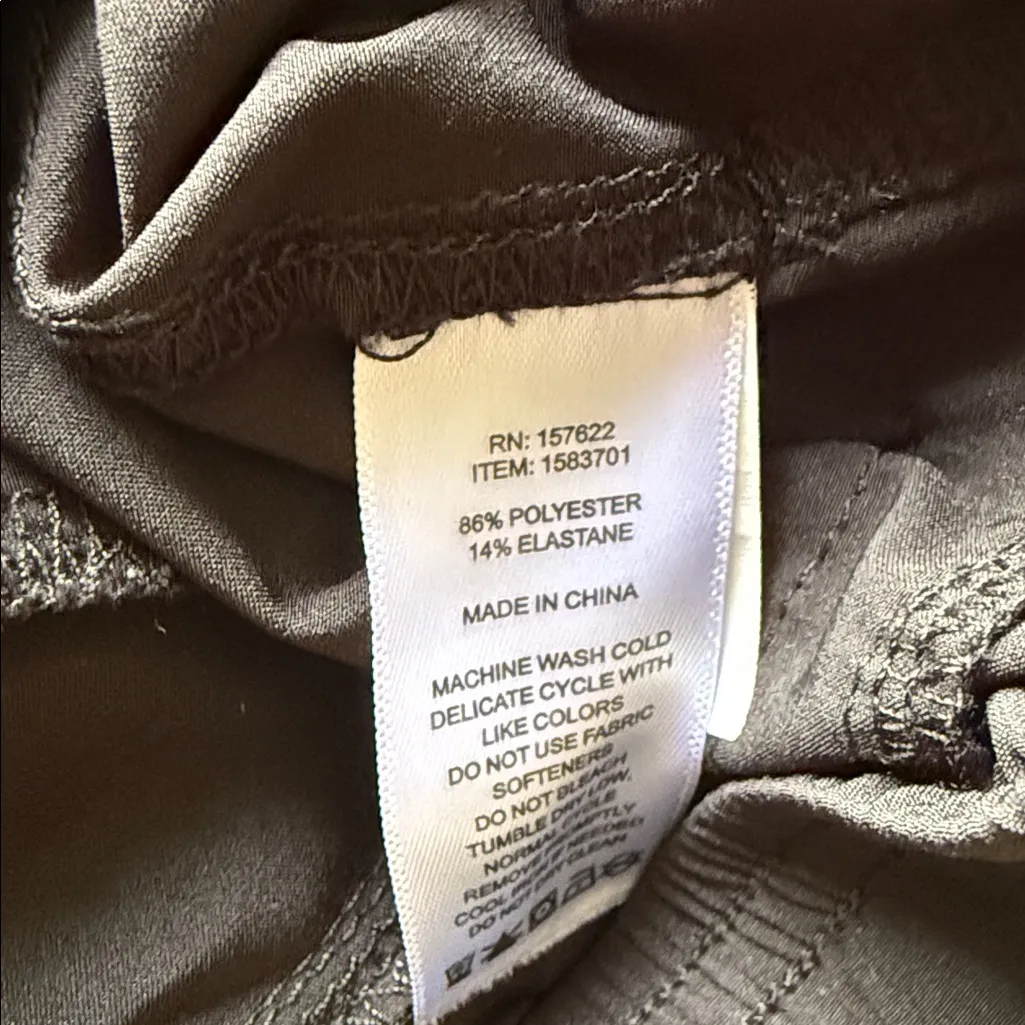 RN: 157622
ITEM: 1583701
86% POLYESTER
14% ELASTANE
MADE IN CHINA
MACHINE WASH COLD
DELICATE CYCLE WITH
LIKE COLORS
DO NOT USE FABRIC
SOFTENERS
DO NOT BLEACH
TUMBLE DRY LOW,
NORMAL CYCLE
REMOVE PROMPTLY
COOL IRON IF NEEDED
DO NOT DRY CLEAN